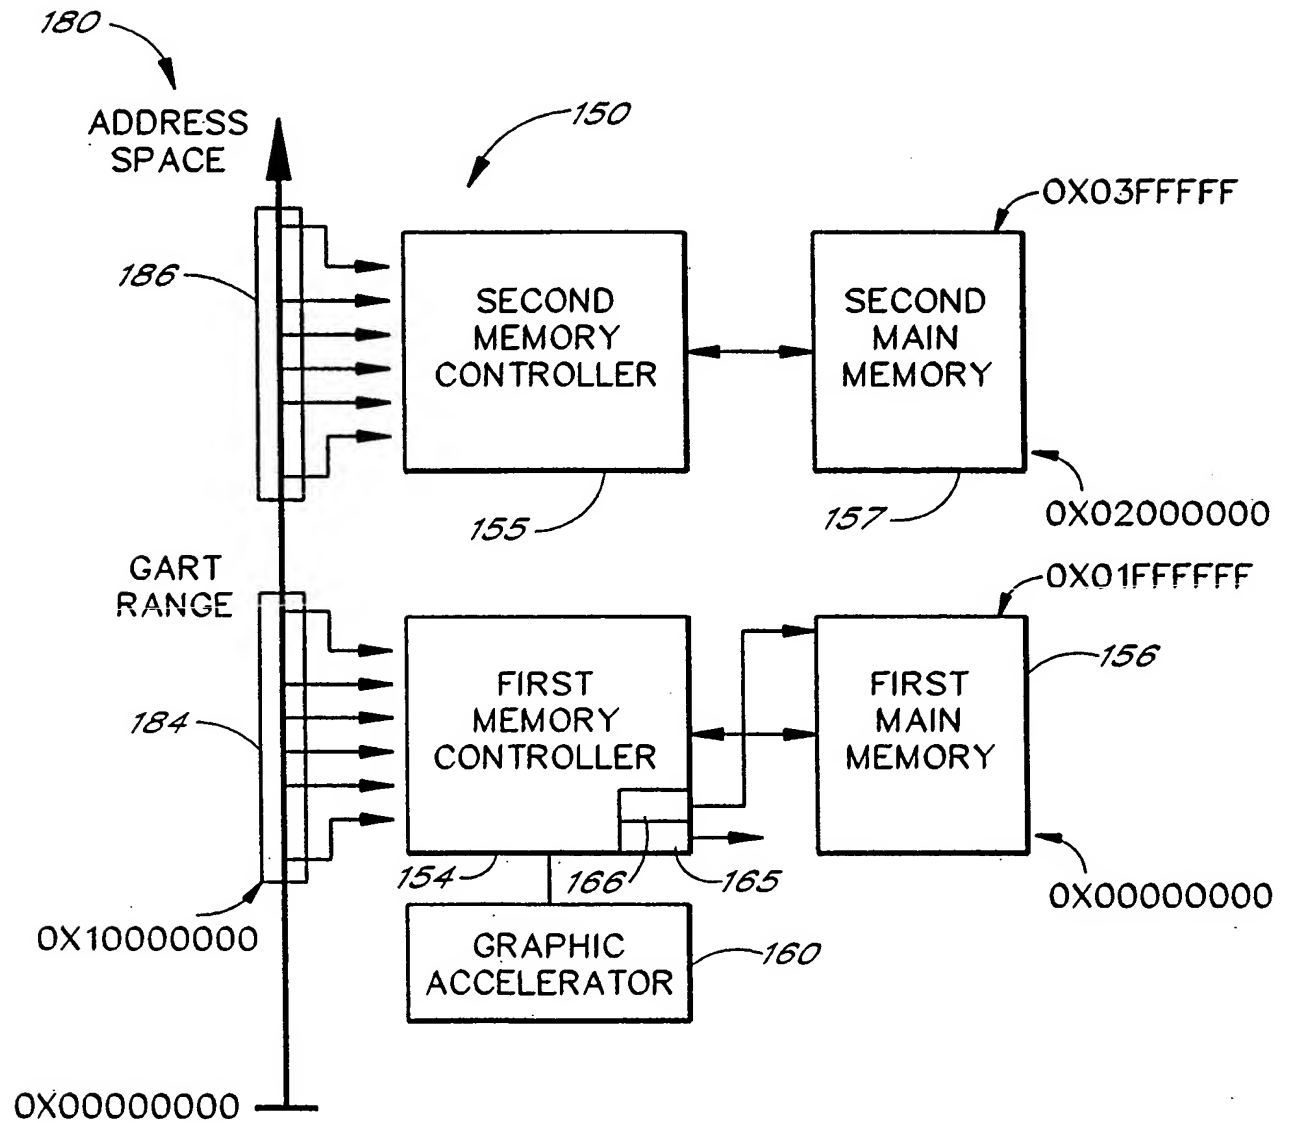 180
ADDRESS
SPACE
150
0X03FFFFF
186
SECOND
MEMORY
CONTROLLER
SECOND
MAIN
MEMORY
155
157
0X02000000
GART
RANGE
0X01FFFFFF
184
FIRST
MEMORY
CONTROLLER
FIRST
MAIN
MEMORY
156
154
166
165
0X00000000
0X10000000
GRAPHIC
ACCELERATOR
160
0X00000000